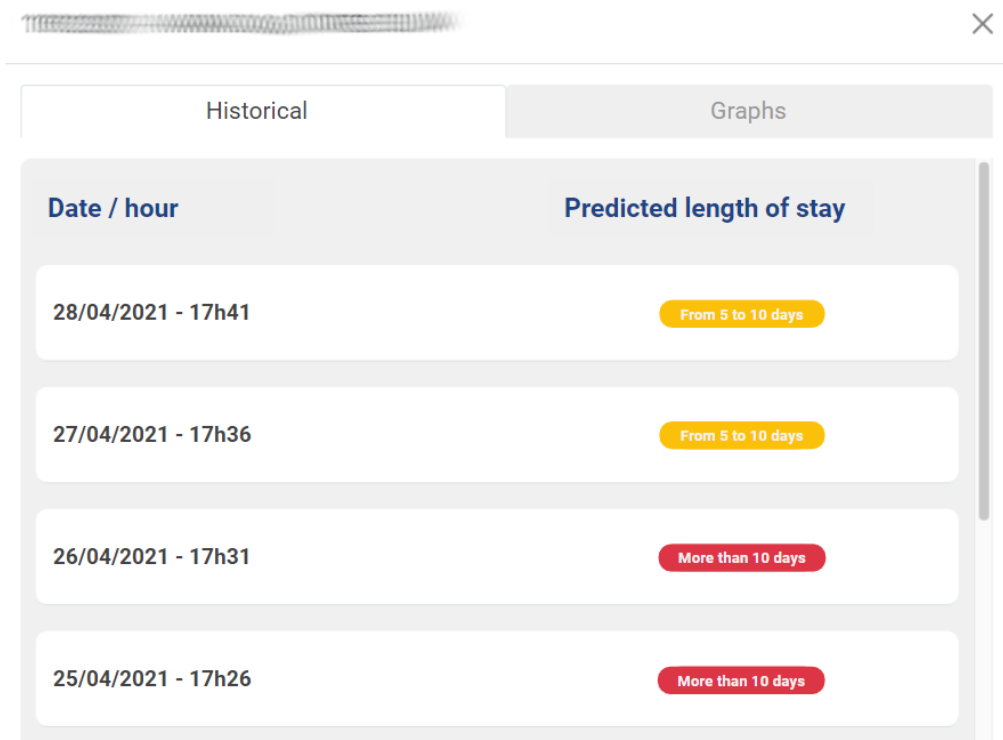 Historical
Graphs
Date / hour
Predicted length of stay
28/04/2021 - 17h41
From 5 to 10 days
27/04/2021 - 17h36
From 5 to 10 days
26/04/2021 - 17h31
More than 10 days
25/04/2021 - 17h26
More than 10 days